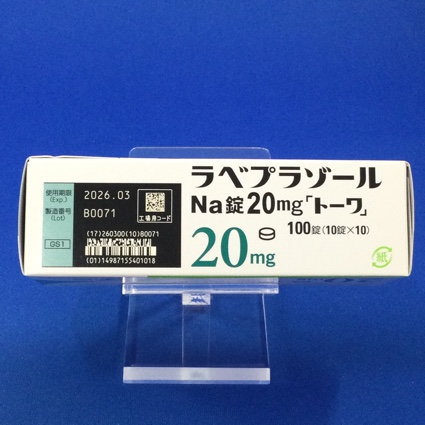 使用期限
(Exp.)
2026.03
製造番号
(Lot)
B0071
工場用コード
GS1
(17)260300(10)B0071
(01)14987155401018
ラベプラゾール
Na錠20mg「トーワ」
20mg
100錠(10錠×10)
紙